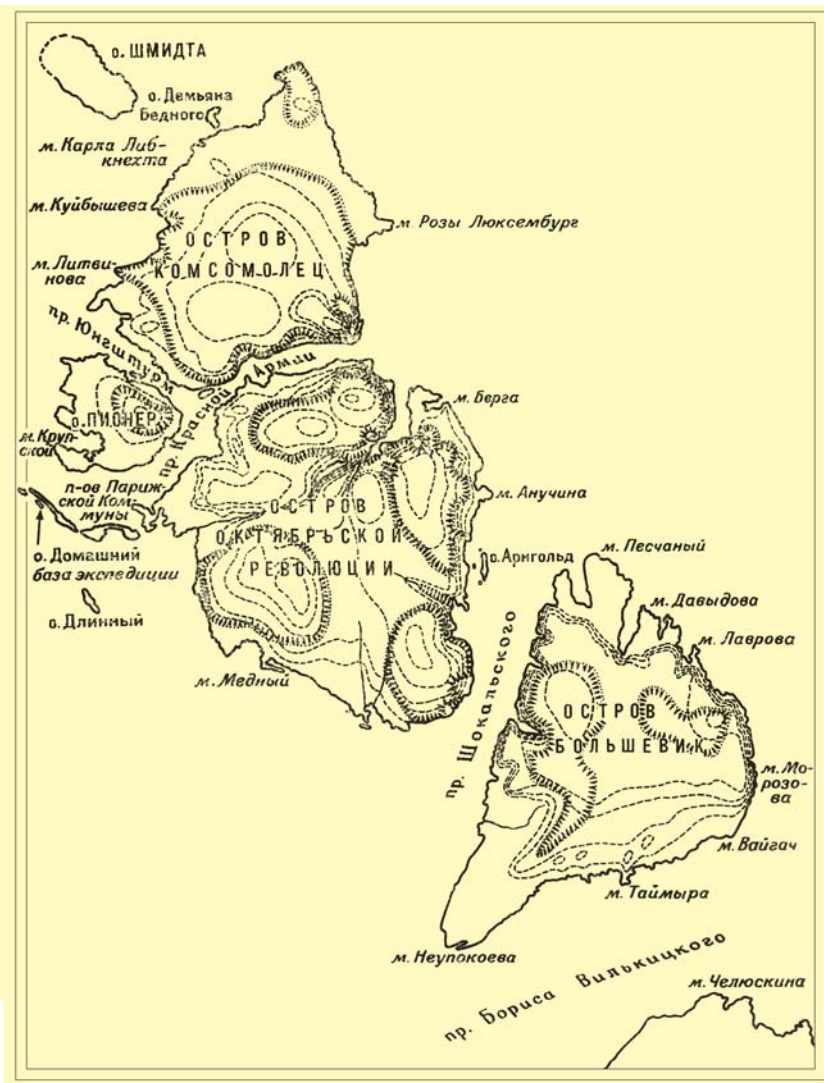 о. ШМИДТА
о. Демьяна
Бедного
м. Карла Либ-
кнехта
м. Куйбышева
м. Розы Люксембург
ОСТРОВ
КОМСОМОЛЕЦ
м. Литви-
нова
пр. Юнгштурм
пр. Красной Армии
о. ПИОНЕР
м. Круп-
ской
м. Берга
п-ов Париж-
ской Ком-
муны
м. Анучина
ОСТРОВ
ОКТЯБРЬСКОЙ
РЕВОЛЮЦИИ
о. Домашний
база экспедиции
о. Длинный
о. Арнгольд
м. Песчаный
м. Давыдова
м. Лаврова
м. Медный
пр. Шокальского
ОСТРОВ
БОЛЬШЕВИК
м. Мо-
розо-
ва
м. Вайгач
м. Таймыра
м. Неупокоева
пр. Бориса Вилькицкого
м. Челюскина